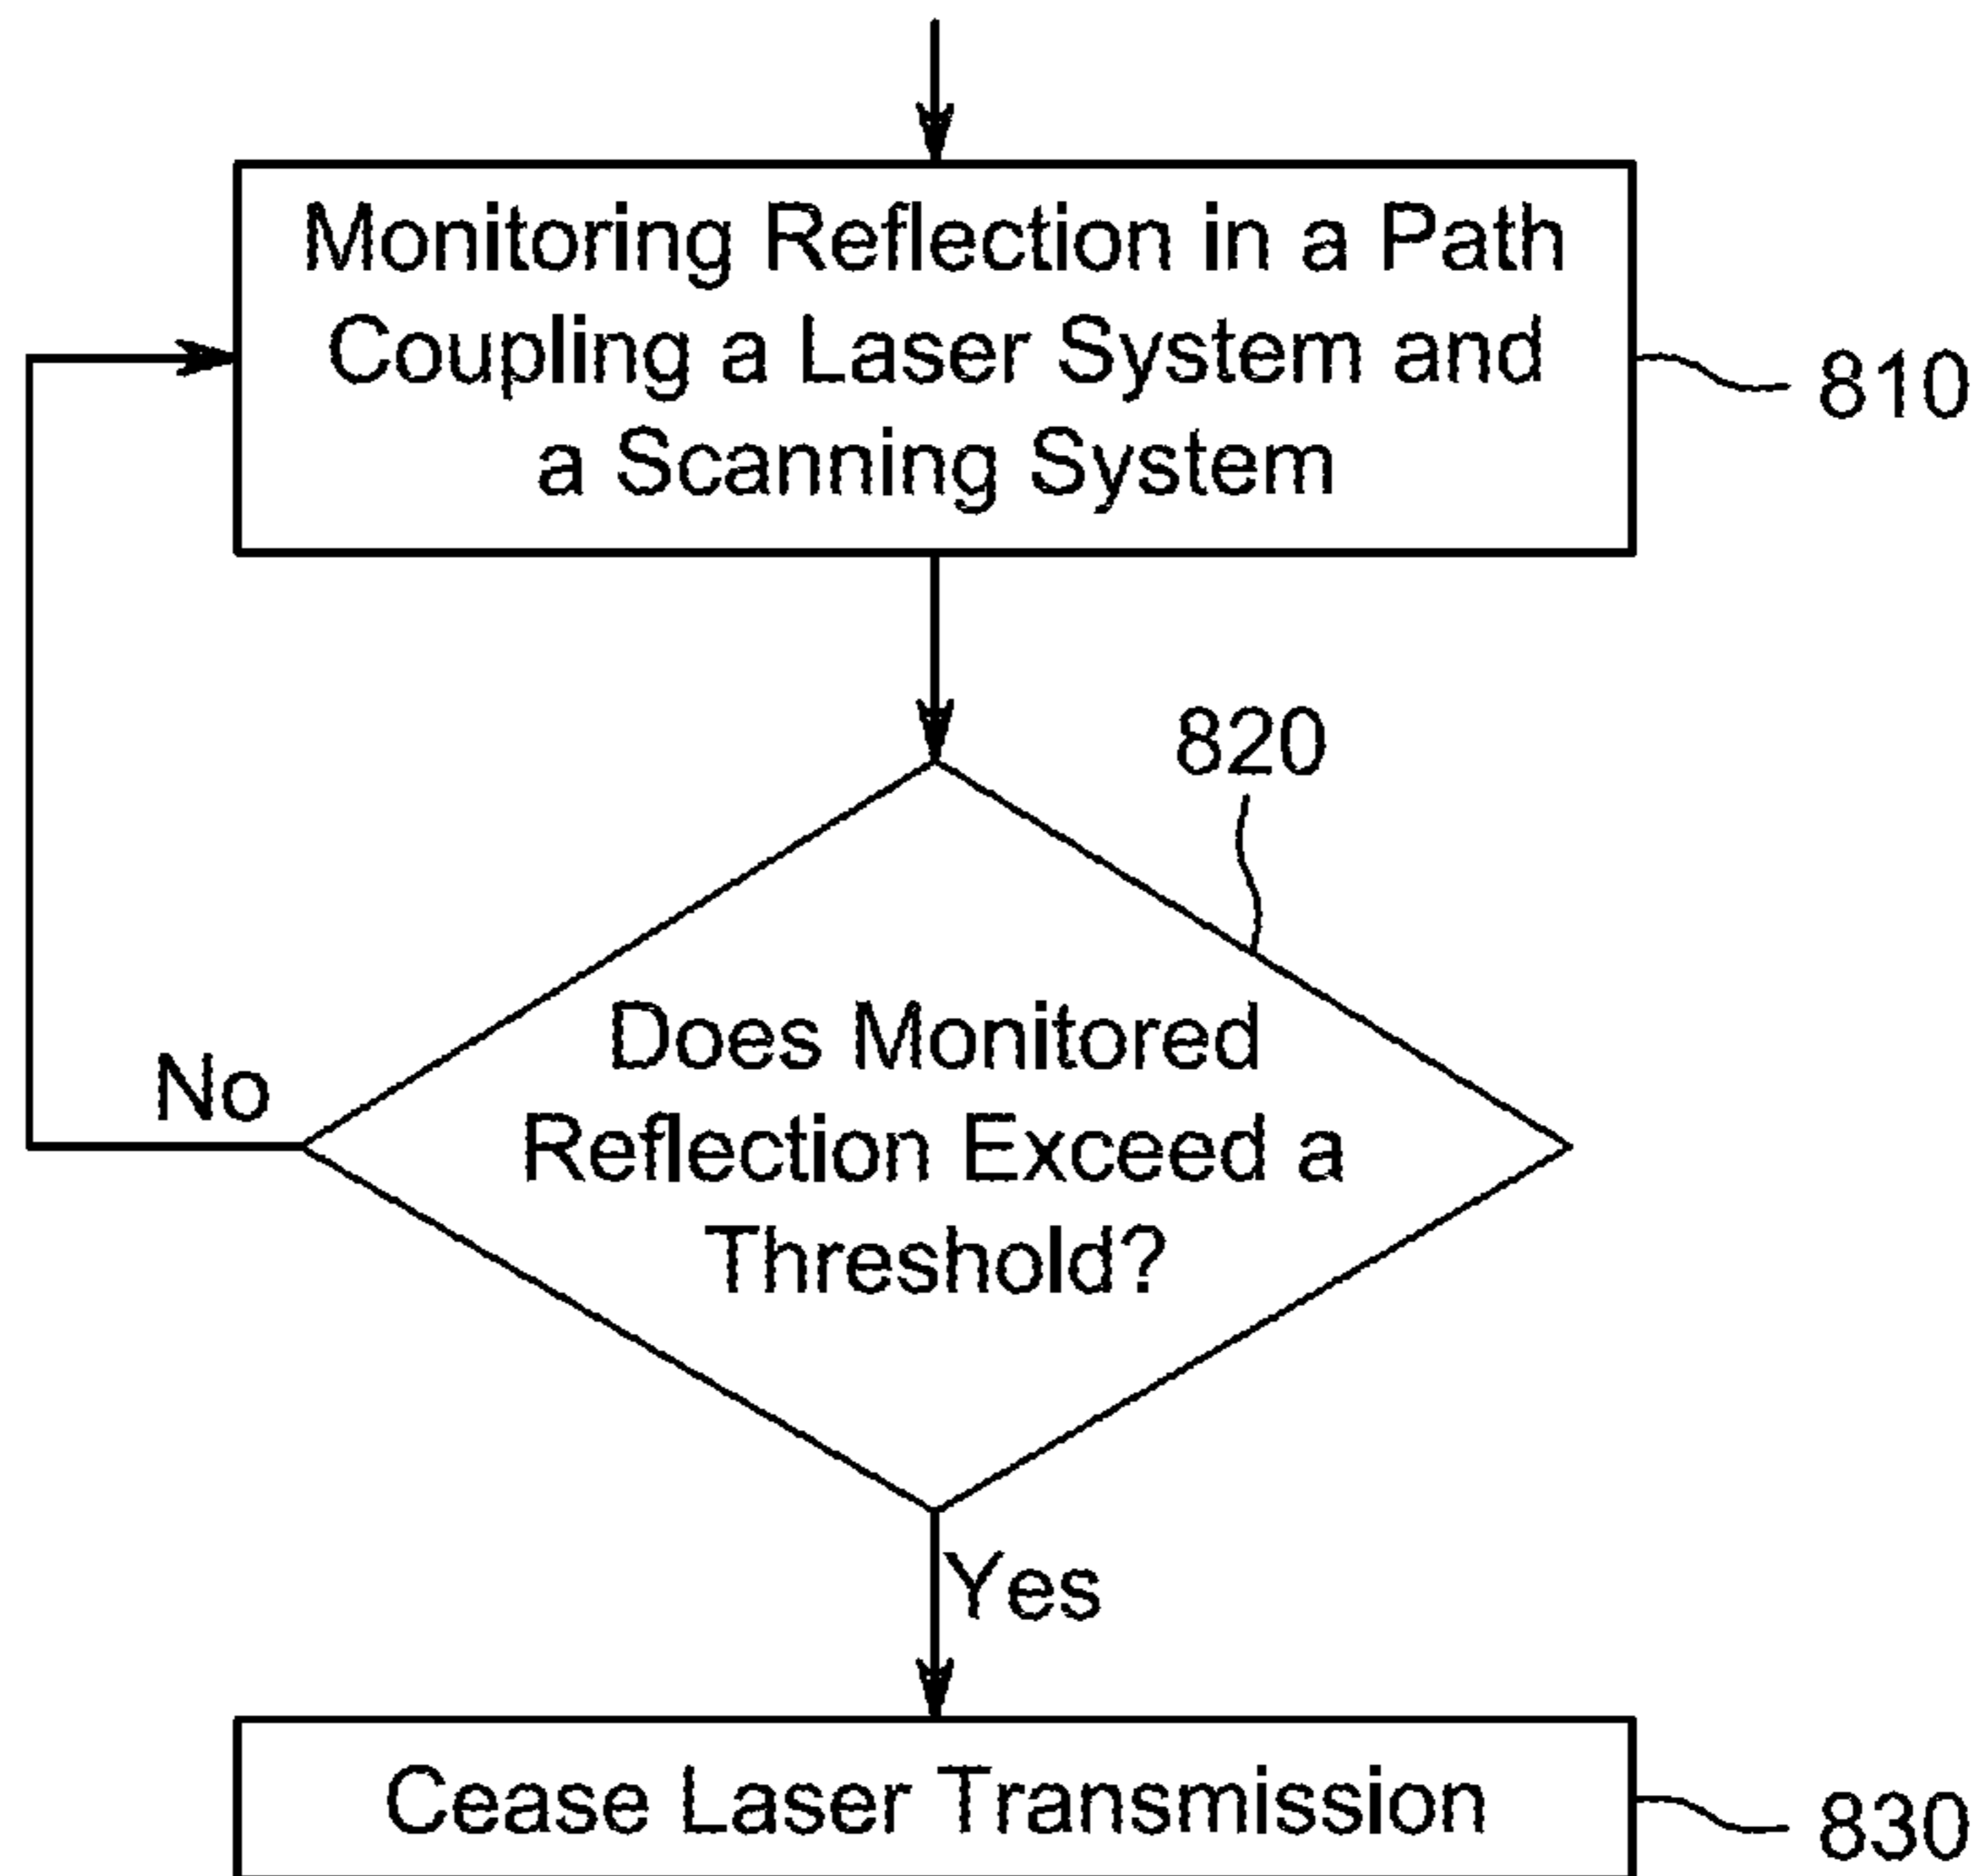 Monitoring Reflection in a Path
Coupling a Laser System and
a Scanning System
810
820
Does Monitored
Reflection Exceed a
Threshold?
No
Yes
Cease Laser Transmission
830